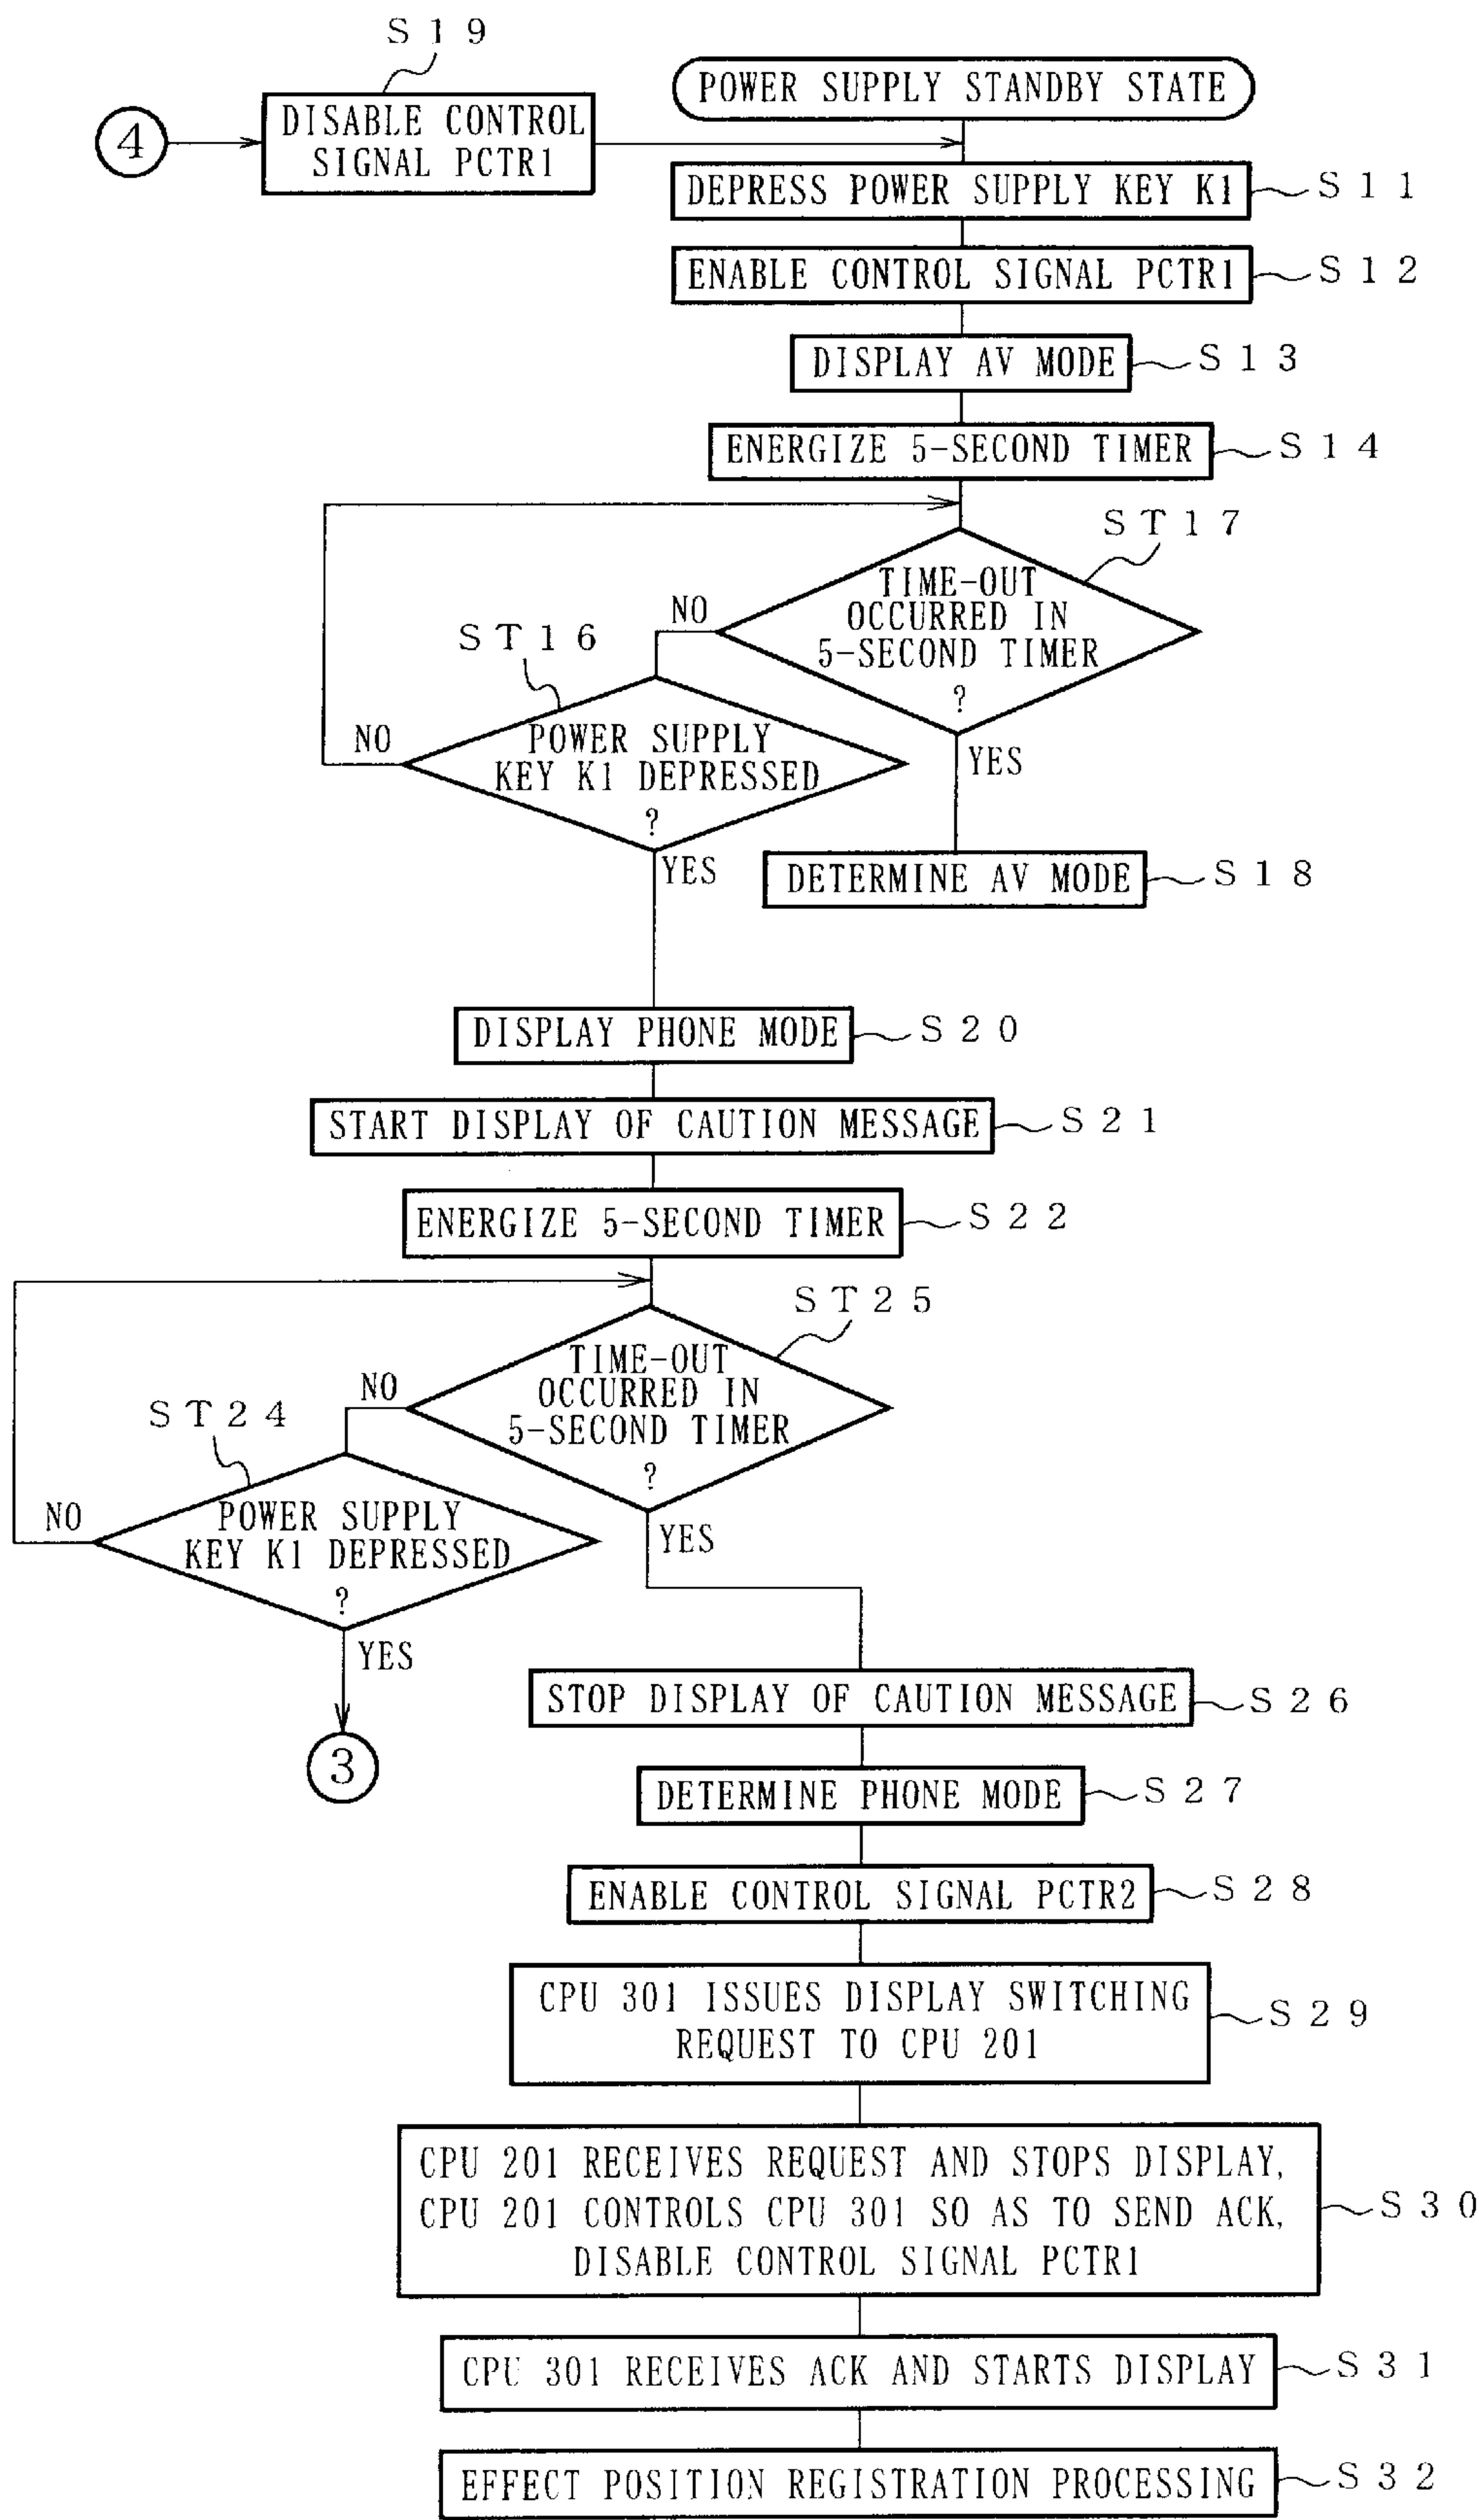 S19
POWER SUPPLY STANDBY STATE
4
DISABLE CONTROL
SIGNAL PCTR1
DEPRESS POWER SUPPLY KEY K1
S11
ENABLE CONTROL SIGNAL PCTR1
S12
DISPLAY AV MODE
S13
ENERGIZE 5-SECOND TIMER
S14
ST17
TIME-OUT
OCCURRED IN
5-SECOND TIMER
?
NO
ST16
POWER SUPPLY
KEY K1 DEPRESSED
?
NO
YES
YES
DETERMINE AV MODE
S18
DISPLAY PHONE MODE
S20
START DISPLAY OF CAUTION MESSAGE
S21
ENERGIZE 5-SECOND TIMER
S22
ST25
TIME-OUT
OCCURRED IN
5-SECOND TIMER
?
NO
ST24
POWER SUPPLY
KEY K1 DEPRESSED
?
NO
YES
YES
3
STOP DISPLAY OF CAUTION MESSAGE
S26
DETERMINE PHONE MODE
S27
ENABLE CONTROL SIGNAL PCTR2
S28
CPU 301 ISSUES DISPLAY SWITCHING
REQUEST TO CPU 201
S29
CPU 201 RECEIVES REQUEST AND STOPS DISPLAY,
CPU 201 CONTROLS CPU 301 SO AS TO SEND ACK,
DISABLE CONTROL SIGNAL PCTR1
S30
CPU 301 RECEIVES ACK AND STARTS DISPLAY
S31
EFFECT POSITION REGISTRATION PROCESSING
S32